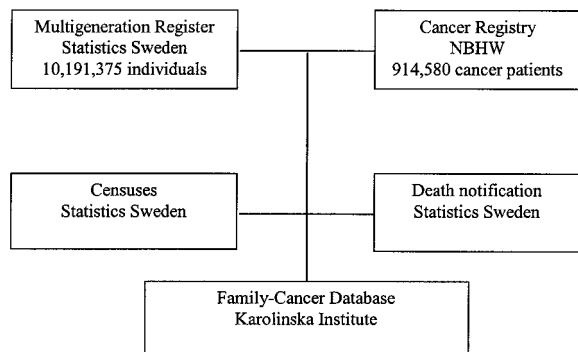 Multigeneration Register
Statistics Sweden
10,191,375 individuals
Cancer Registry
NBHW
914,580 cancer patients
Censuses
Statistics Sweden
Death notification
Statistics Sweden
Family-Cancer Database
Karolinska Institute